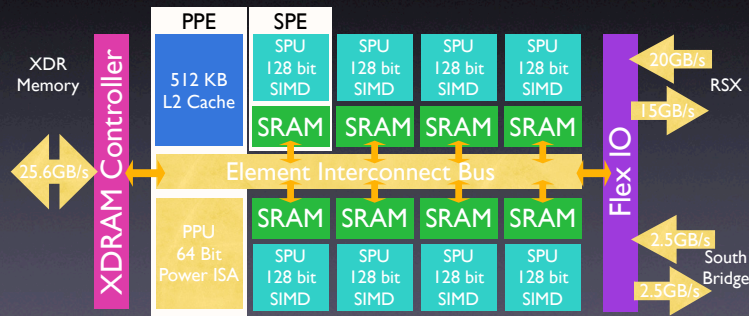 PPE
SPE
XDR
Memory
25.6GB/s
XDRAM Controller
512 KB
L2 Cache
SPU
128 bit
SIMD
SPU
128 bit
SIMD
SPU
128 bit
SIMD
SPU
128 bit
SIMD
SRAM
SRAM
SRAM
SRAM
Element Interconnect Bus
PPU
64 Bit
Power ISA
SRAM
SRAM
SRAM
SRAM
SPU
128 bit
SIMD
SPU
128 bit
SIMD
SPU
128 bit
SIMD
SPU
128 bit
SIMD
Flex IO
20GB/s
RSX
15GB/s
2.5GB/s
South
Bridge
2.5GB/s